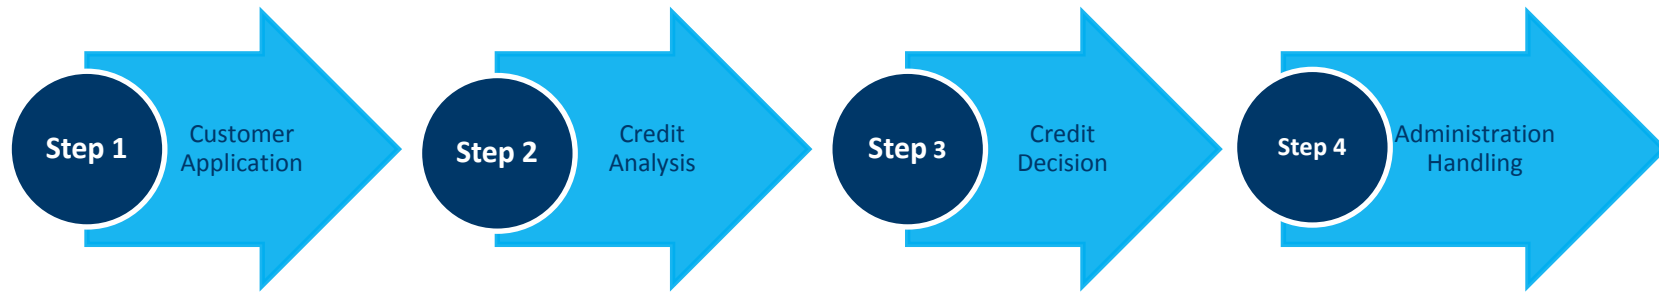 Step 1
Customer
Application
Step 2
Credit
Analysis
Step 3
Credit
Decision
Step 4
Administration
Handling